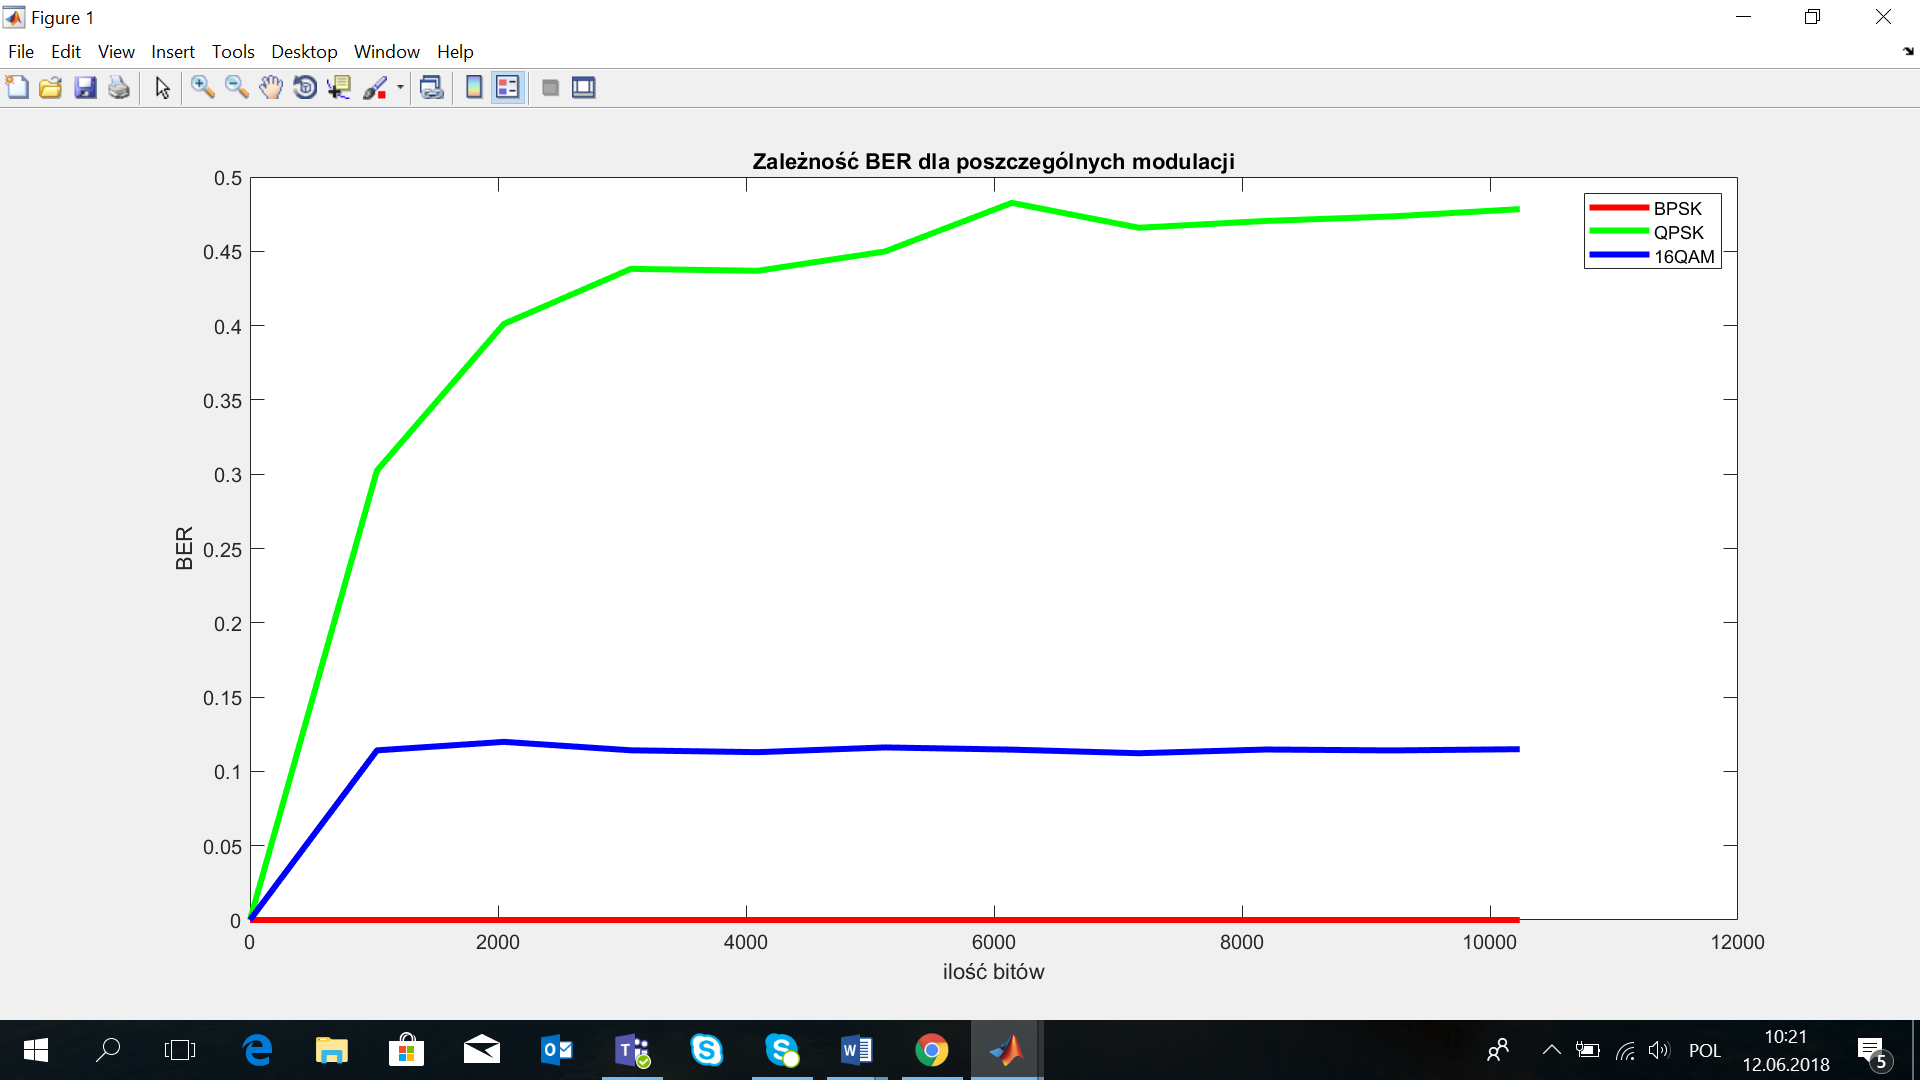 Figure 1
File Edit View Insert Tools Desktop Window Help
Zależność BER dla poszczególnych modulacji
0.5
0.45
0.4
0.35
0.3
0.25
0.2
0.15
0.1
0.05
0
BER
BPSK
QPSK
16QAM
0 2000 4000 6000 8000 10000 12000
ilość bitów
POL
10:21
12.06.2018
5